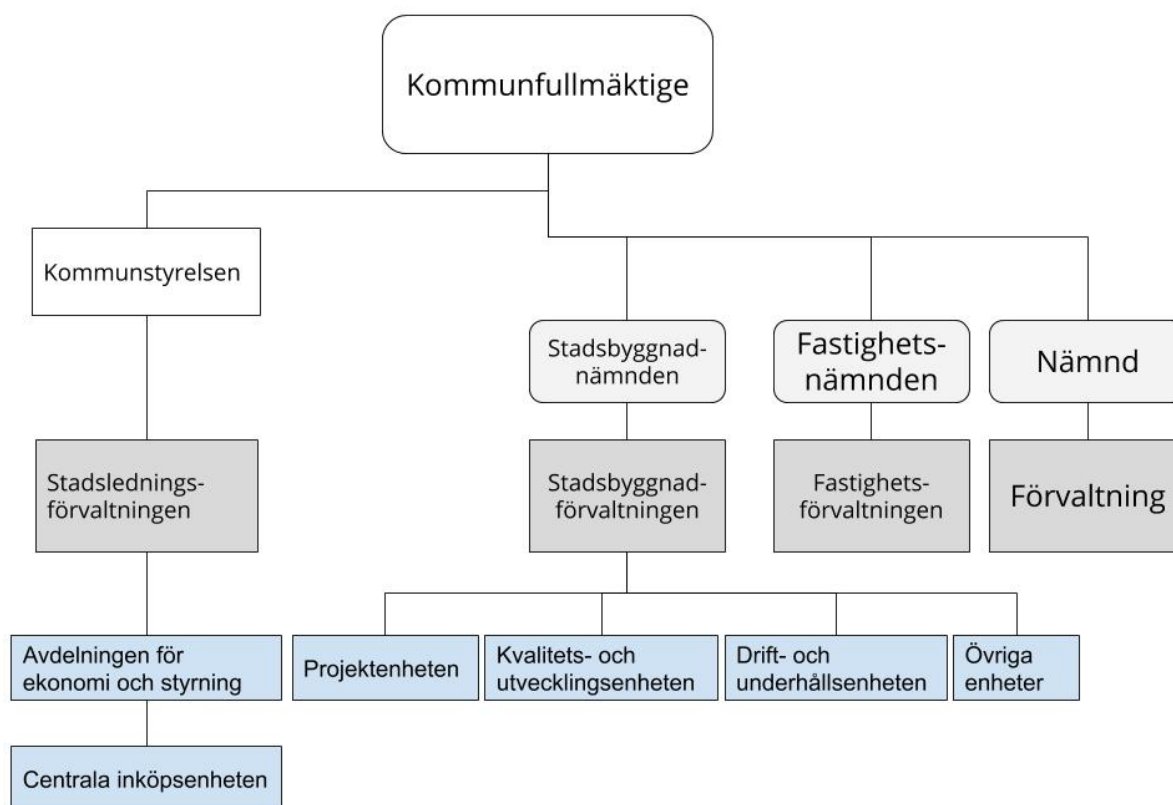 Kommunfullmäktige
Kommunstyrelsen
Stadsbyggnad-
nämnden
Fastighets-
nämnden
Nämnd
Stadslednings-
förvaltningen
Stadsbyggnad-
förvaltningen
Fastighets-
förvaltningen
Förvaltning
Avdelningen för
ekonomi och styrning
Projektenheten
Kvalitets- och
utvecklingsenheten
Drift- och
underhållsenheten
Övriga
enheter
Centrala inköpsenheten